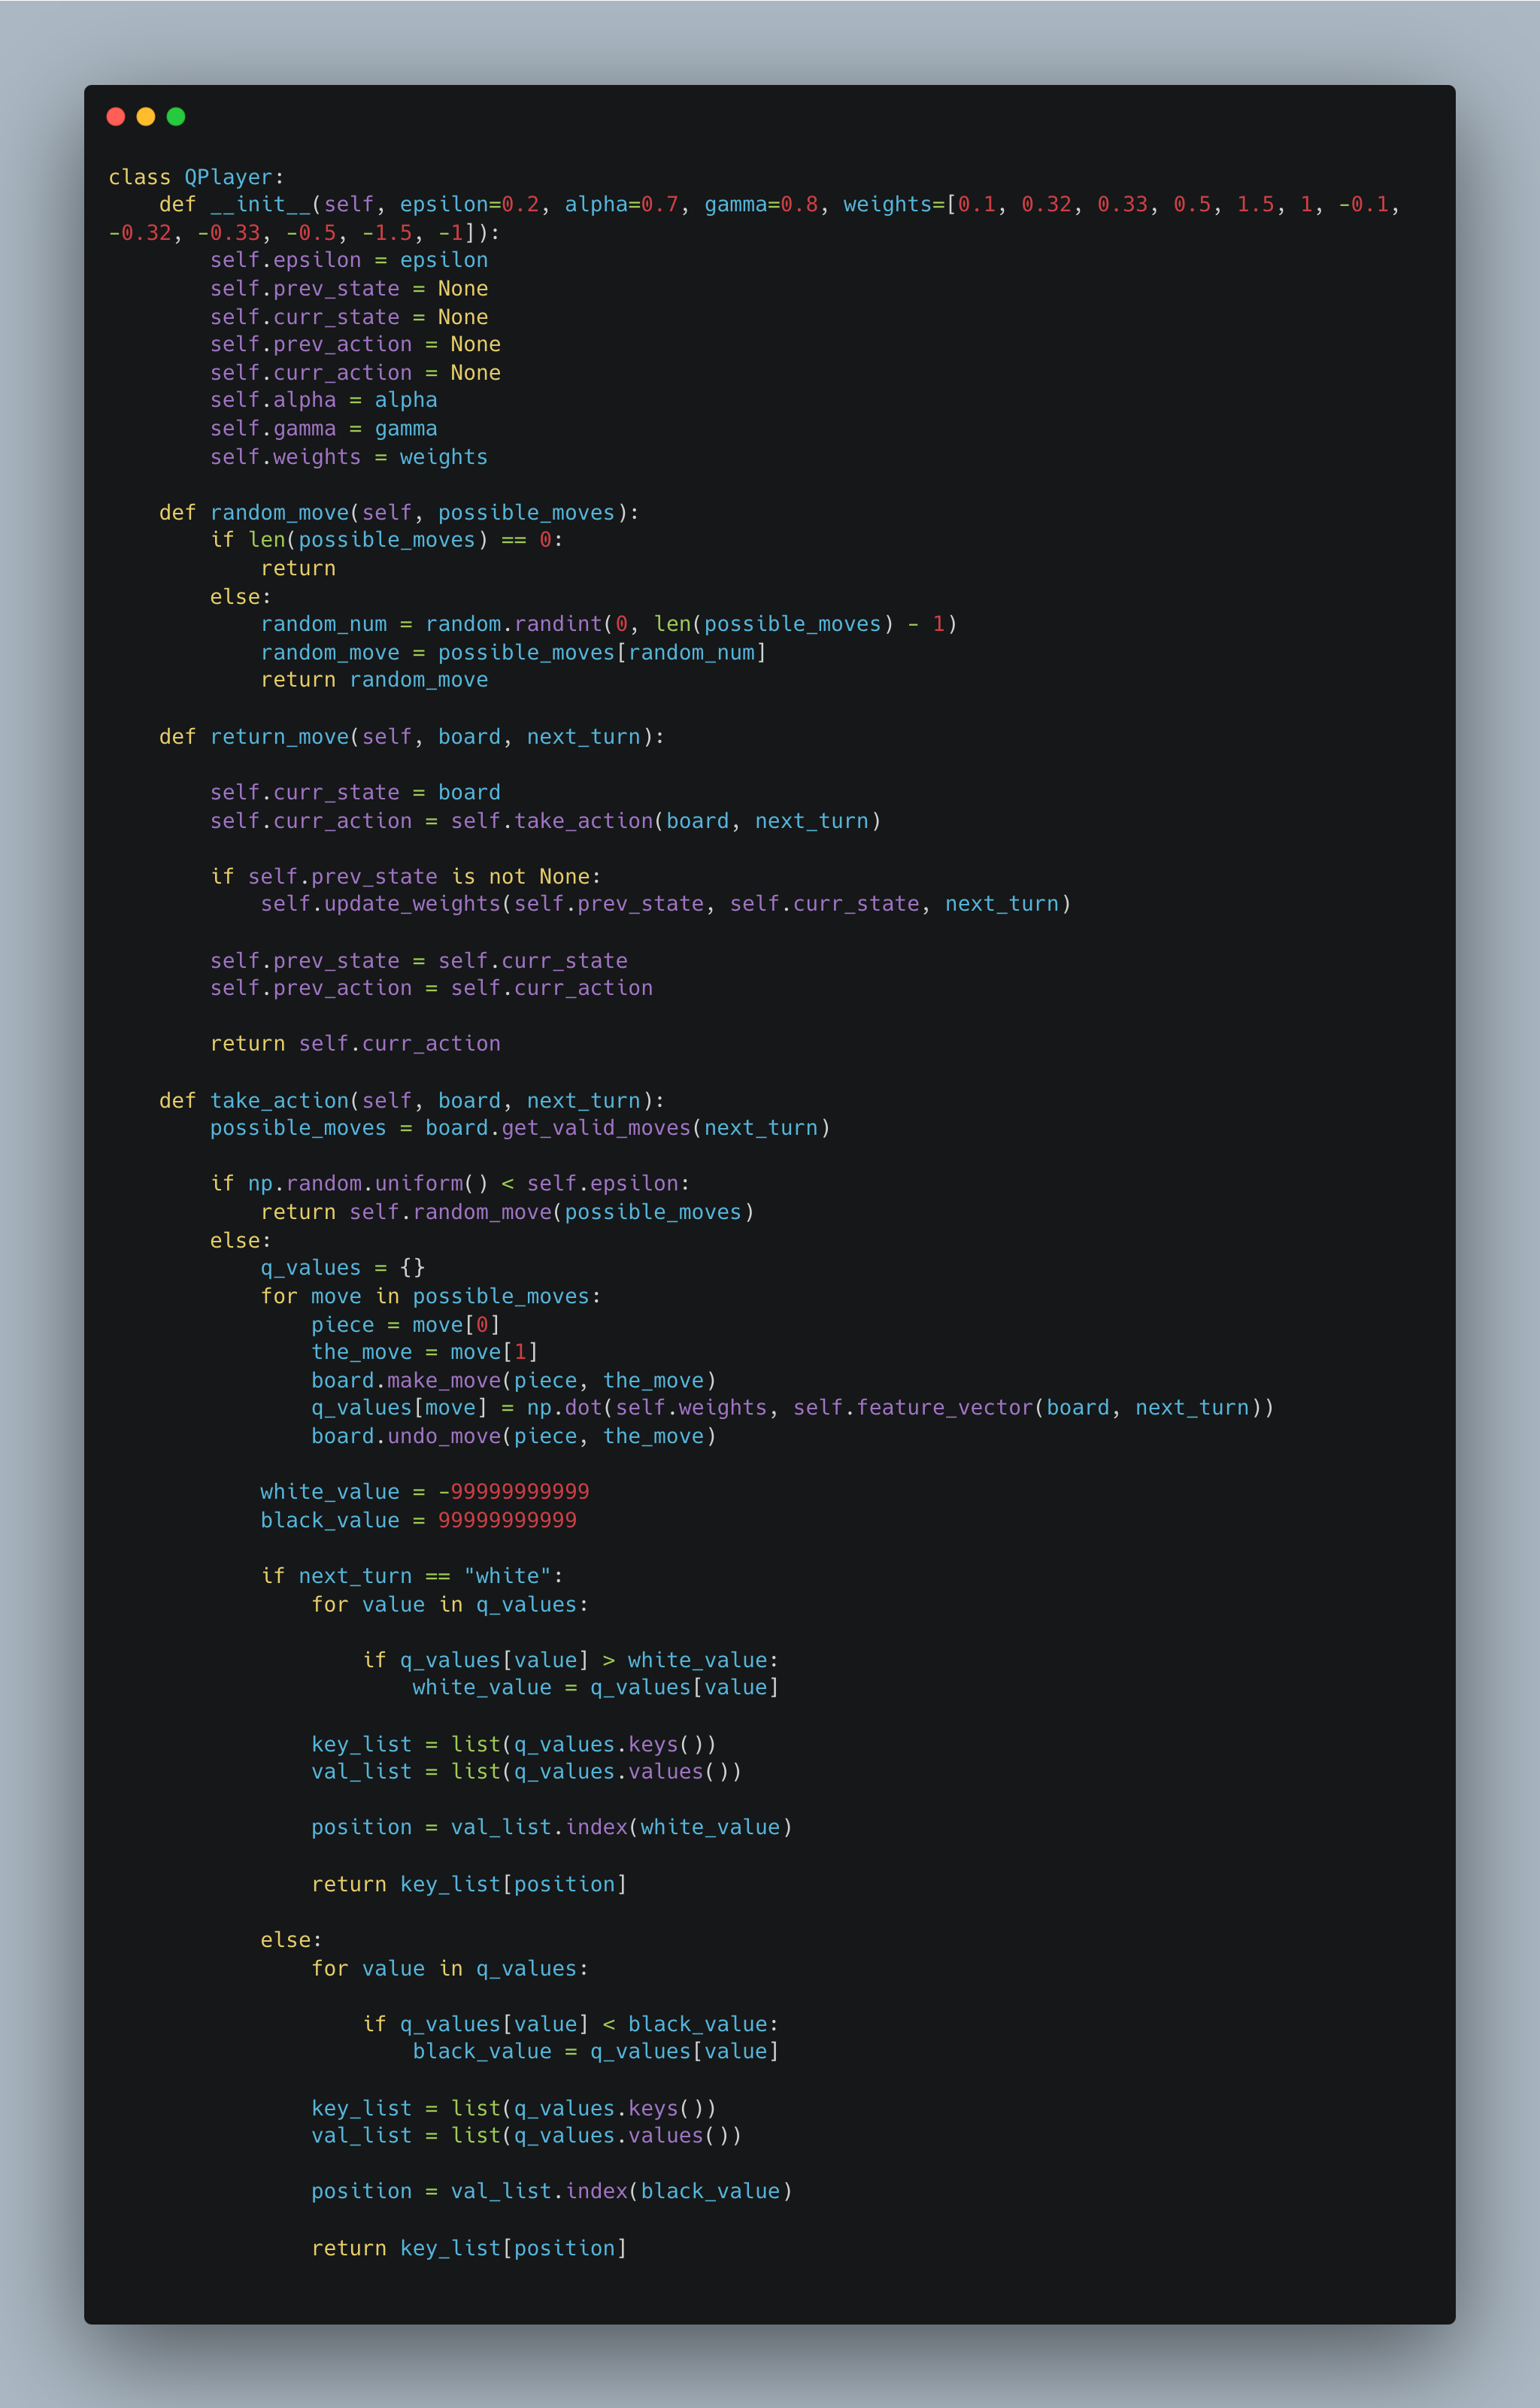 class QPlayer:
    def __init__(self, epsilon=0.2, alpha=0.7, gamma=0.8, weights=[0.1, 0.32, 0.33, 0.5, 1.5, 1, -0.1,
-0.32, -0.33, -0.5, -1.5, -1]):
        self.epsilon = epsilon
        self.prev_state = None
        self.curr_state = None
        self.prev_action = None
        self.curr_action = None
        self.alpha = alpha
        self.gamma = gamma
        self.weights = weights

    def random_move(self, possible_moves):
        if len(possible_moves) == 0:
            return
        else:
            random_num = random.randint(0, len(possible_moves) - 1)
            random_move = possible_moves[random_num]
            return random_move

    def return_move(self, board, next_turn):

        self.curr_state = board
        self.curr_action = self.take_action(board, next_turn)

        if self.prev_state is not None:
            self.update_weights(self.prev_state, self.curr_state, next_turn)

        self.prev_state = self.curr_state
        self.prev_action = self.curr_action

        return self.curr_action

    def take_action(self, board, next_turn):
        possible_moves = board.get_valid_moves(next_turn)

        if np.random.uniform() < self.epsilon:
            return self.random_move(possible_moves)
        else:
            q_values = {}
            for move in possible_moves:
                piece = move[0]
                the_move = move[1]
                board.make_move(piece, the_move)
                q_values[move] = np.dot(self.weights, self.feature_vector(board, next_turn))
                board.undo_move(piece, the_move)

            white_value = -99999999999
            black_value = 99999999999

            if next_turn == "white":
                for value in q_values:

                    if q_values[value] > white_value:
                        white_value = q_values[value]

                key_list = list(q_values.keys())
                val_list = list(q_values.values())

                position = val_list.index(white_value)

                return key_list[position]

            else:
                for value in q_values:

                    if q_values[value] < black_value:
                        black_value = q_values[value]

                key_list = list(q_values.keys())
                val_list = list(q_values.values())

                position = val_list.index(black_value)

                return key_list[position]